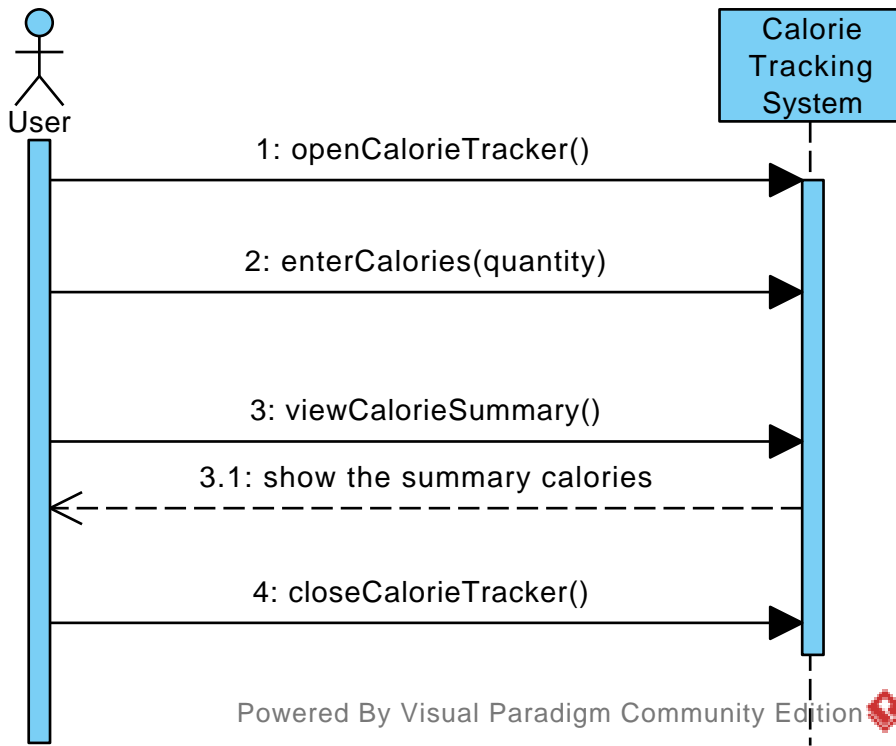 Calorie
Tracking
System
User
1: openCalorieTracker()
2: enterCalories(quantity)
3: viewCalorieSummary()
3.1: show the summary calories
4: closeCalorieTracker()
Powered By Visual Paradigm Community Edition